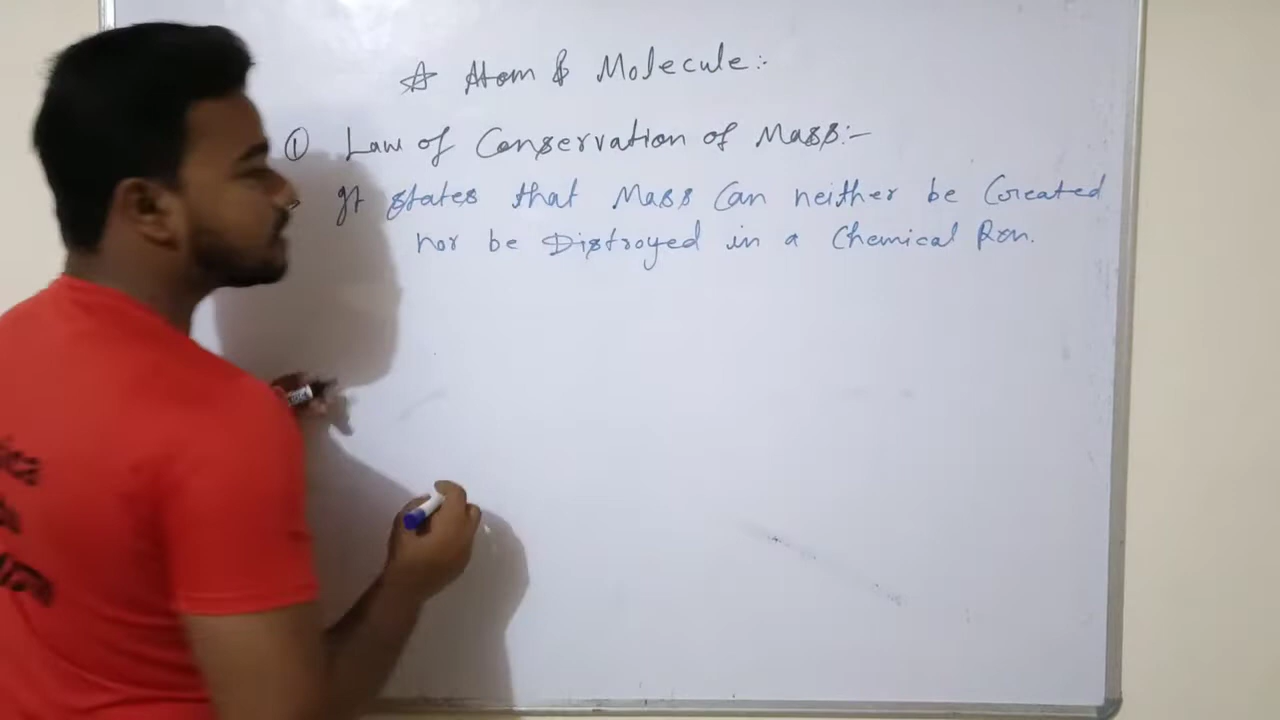 ☆ Atom & Molecule:-
① Law of Conservation of Mass:-
It states that Mass Can neither be Created
nor be Distroyed in a Chemical Rxn.